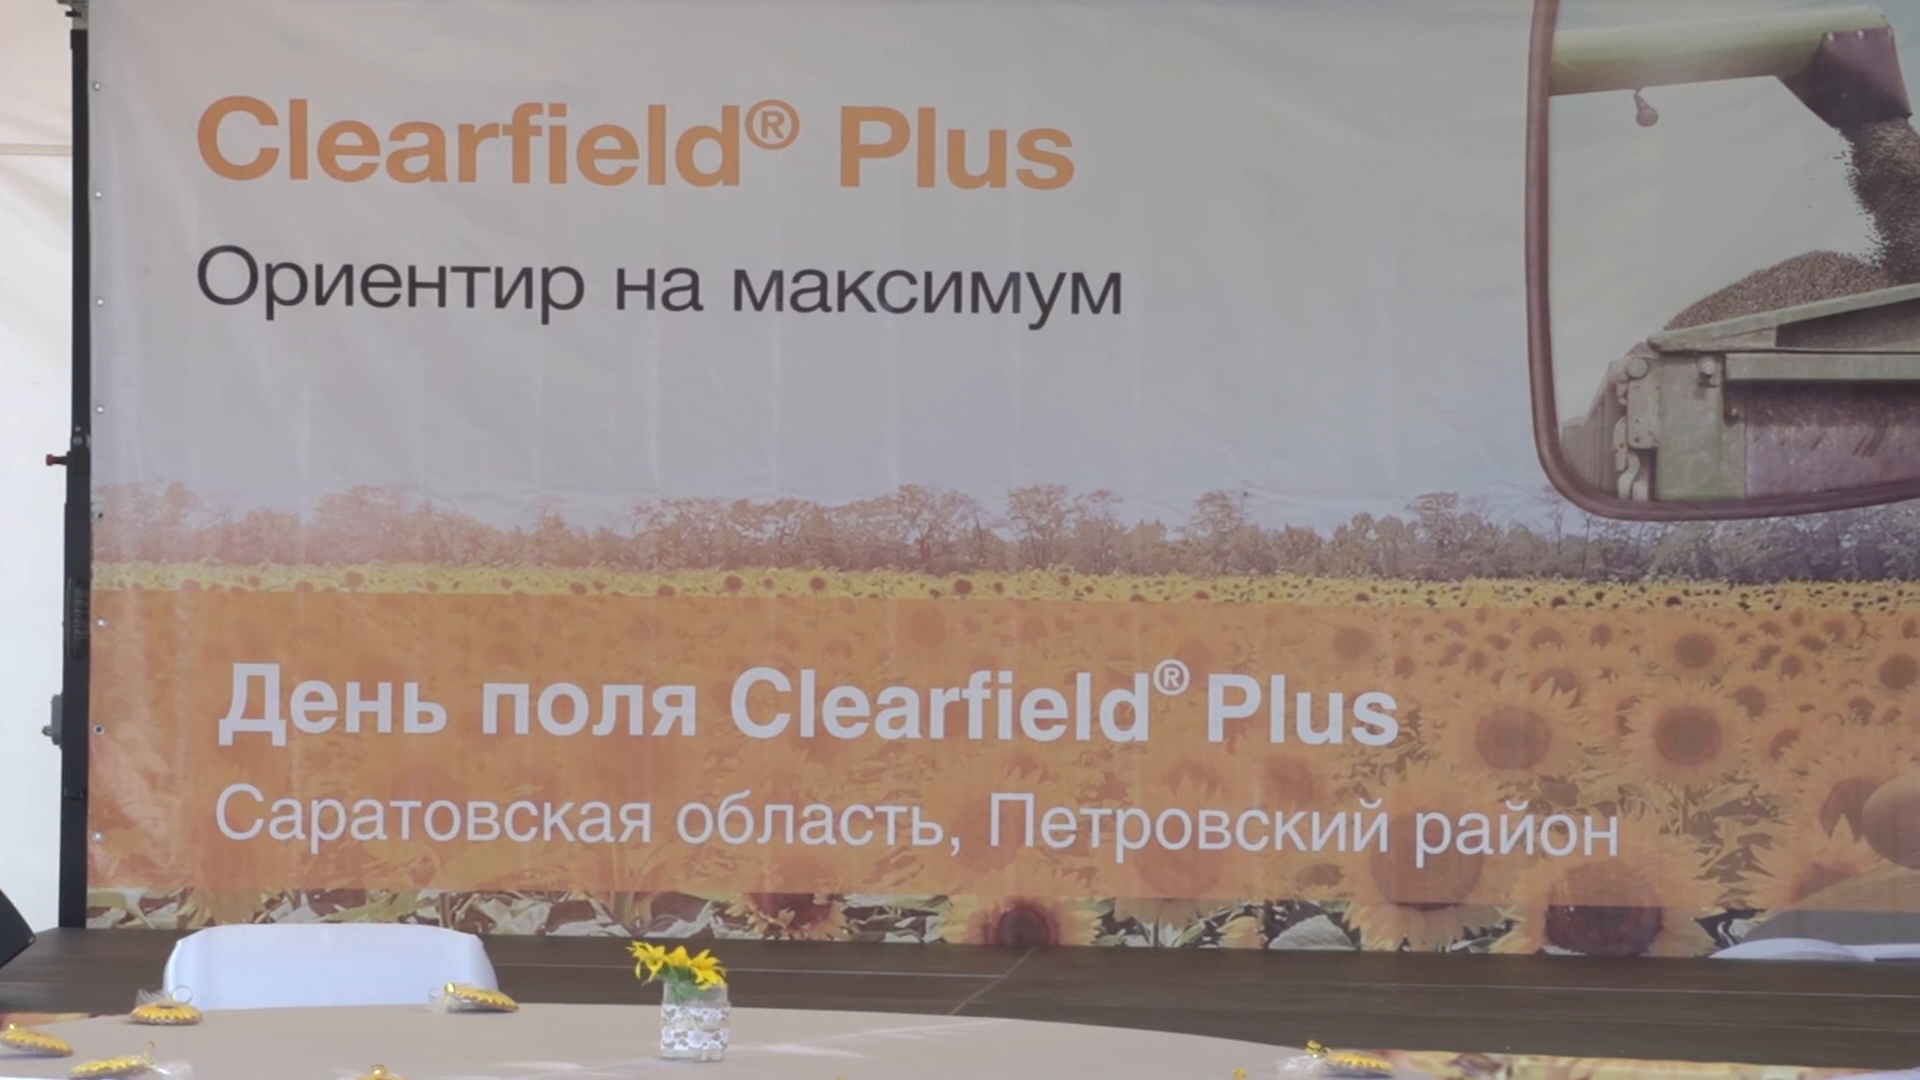 Clearfield® Plus
Ориентир на максимум
День поля Clearfield® Plus
Саратовская область, Петровский район